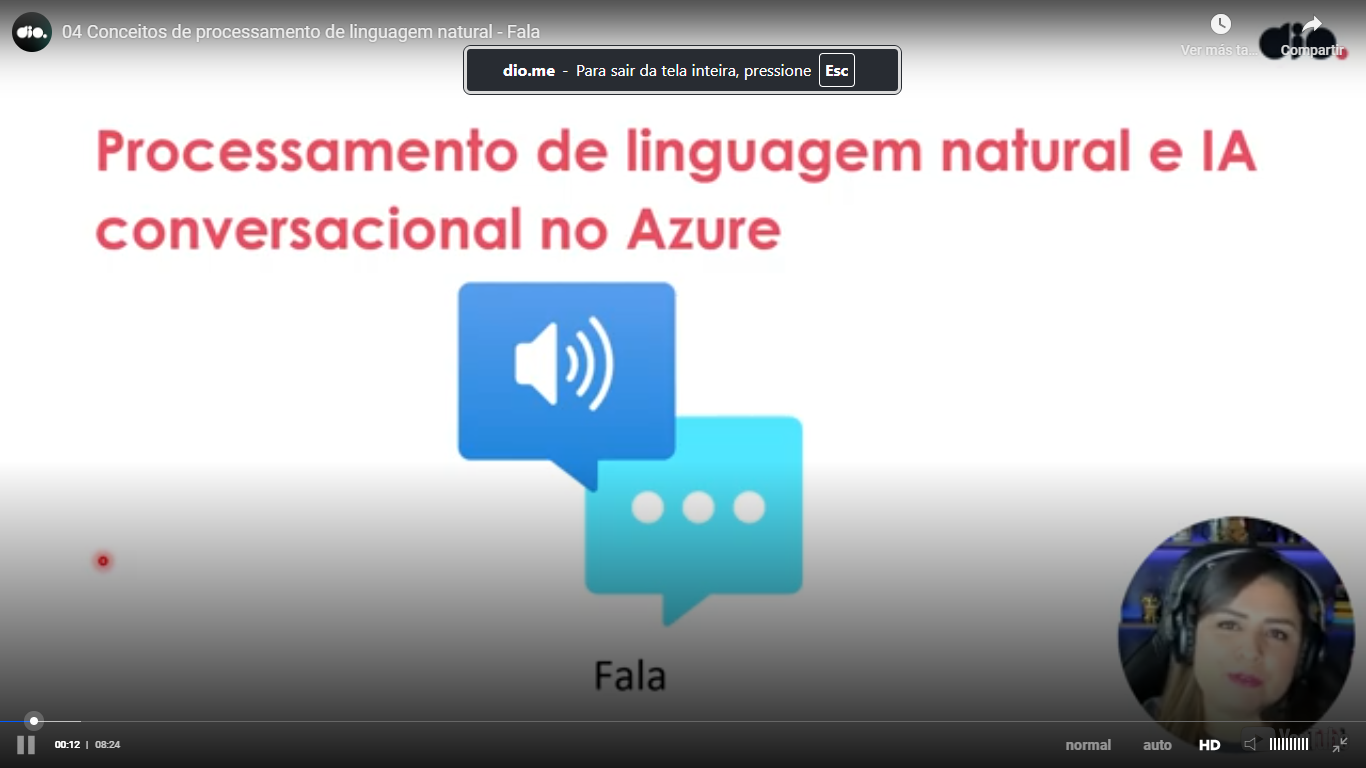 dio.
04 Conceitos de processamento de linguagem natural - Fala
Ver más ta...
Compartir
dio.
dio.me - Para sair da tela inteira, pressione Esc
Processamento de linguagem natural e IA
conversacional no Azure
Fala
00:12 | 08:24
normal
auto
HD